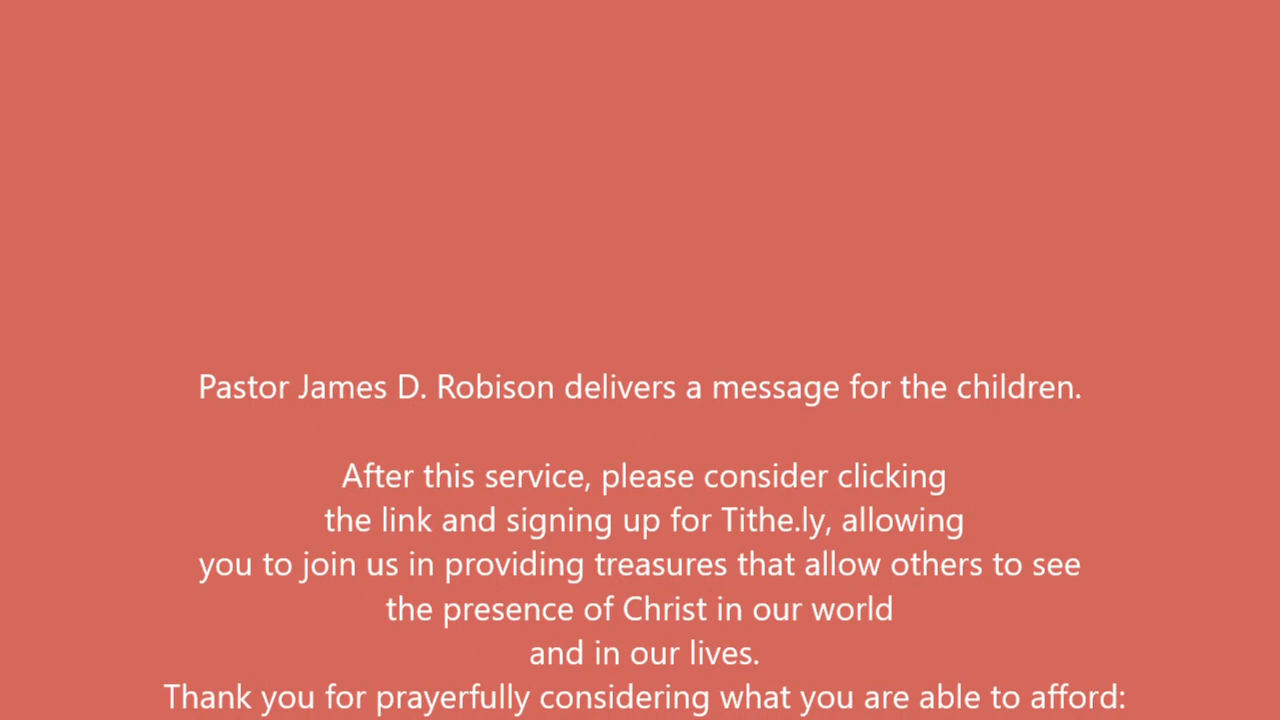 Pastor James D. Robison delivers a message for the children.
After this service, please consider clicking
the link and signing up for Tithe.ly, allowing
you to join us in providing treasures that allow others to see
the presence of Christ in our world
and in our lives.
Thank you for prayerfully considering what you are able to afford: